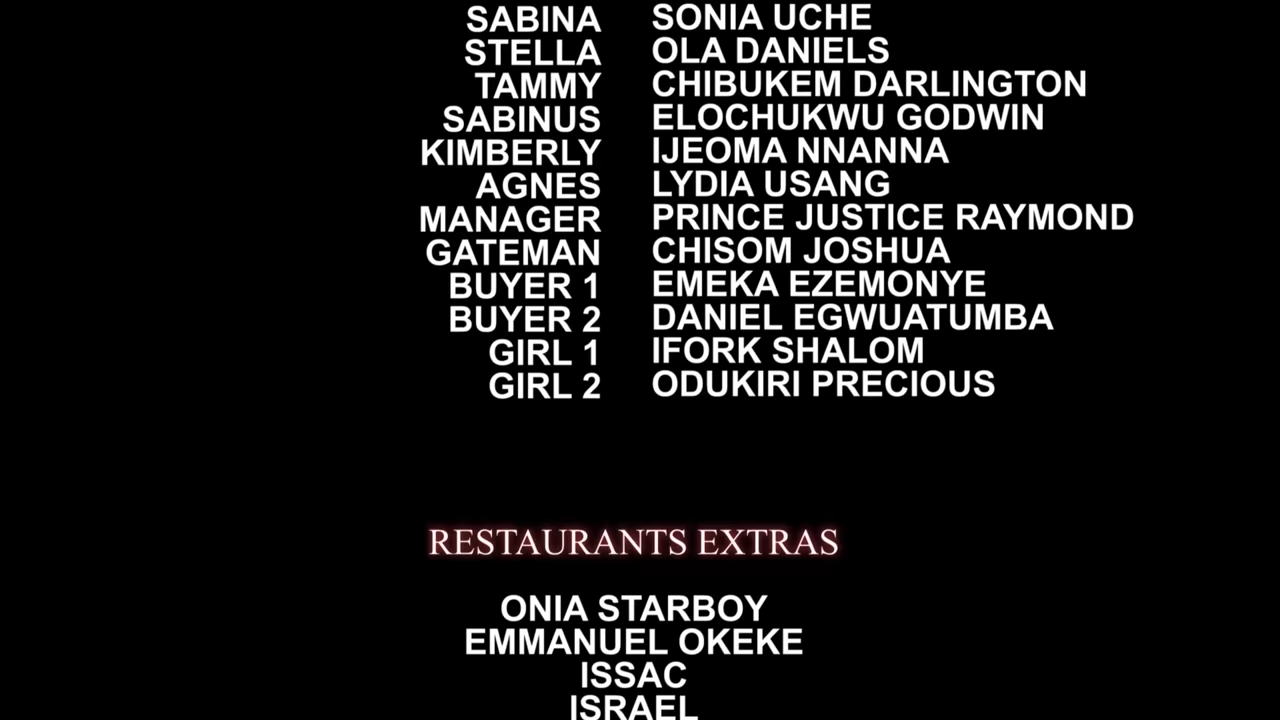 SABINA SONIA UCHE
STELLA OLA DANIELS
TAMMY CHIBUKEM DARLINGTON
SABINUS ELOCHUKWU GODWIN
KIMBERLY IJEOMA NNANNA
AGNES LYDIA USANG
MANAGER PRINCE JUSTICE RAYMOND
GATEMAN CHISOM JOSHUA
BUYER 1 EMEKA EZEMONYE
BUYER 2 DANIEL EGWUATUMBA
GIRL 1 IFORK SHALOM
GIRL 2 ODUKIRI PRECIOUS
RESTAURANTS EXTRAS
ONIA STARBOY
EMMANUEL OKEKE
ISSAC
ISRAEL